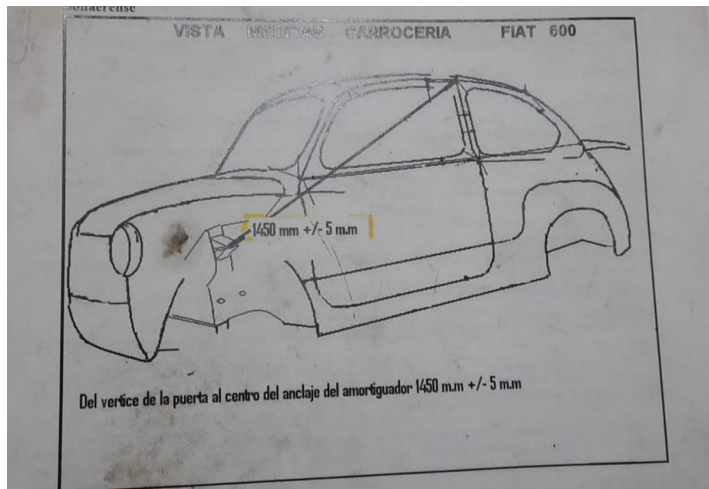 bonaerense
VISTA MEDIDAS CARROCERIA FIAT 600
1450 mm +/- 5 m.m
Del vertice de la puerta al centro del anclaje del amortiguador 1450 m.m +/- 5 m.m